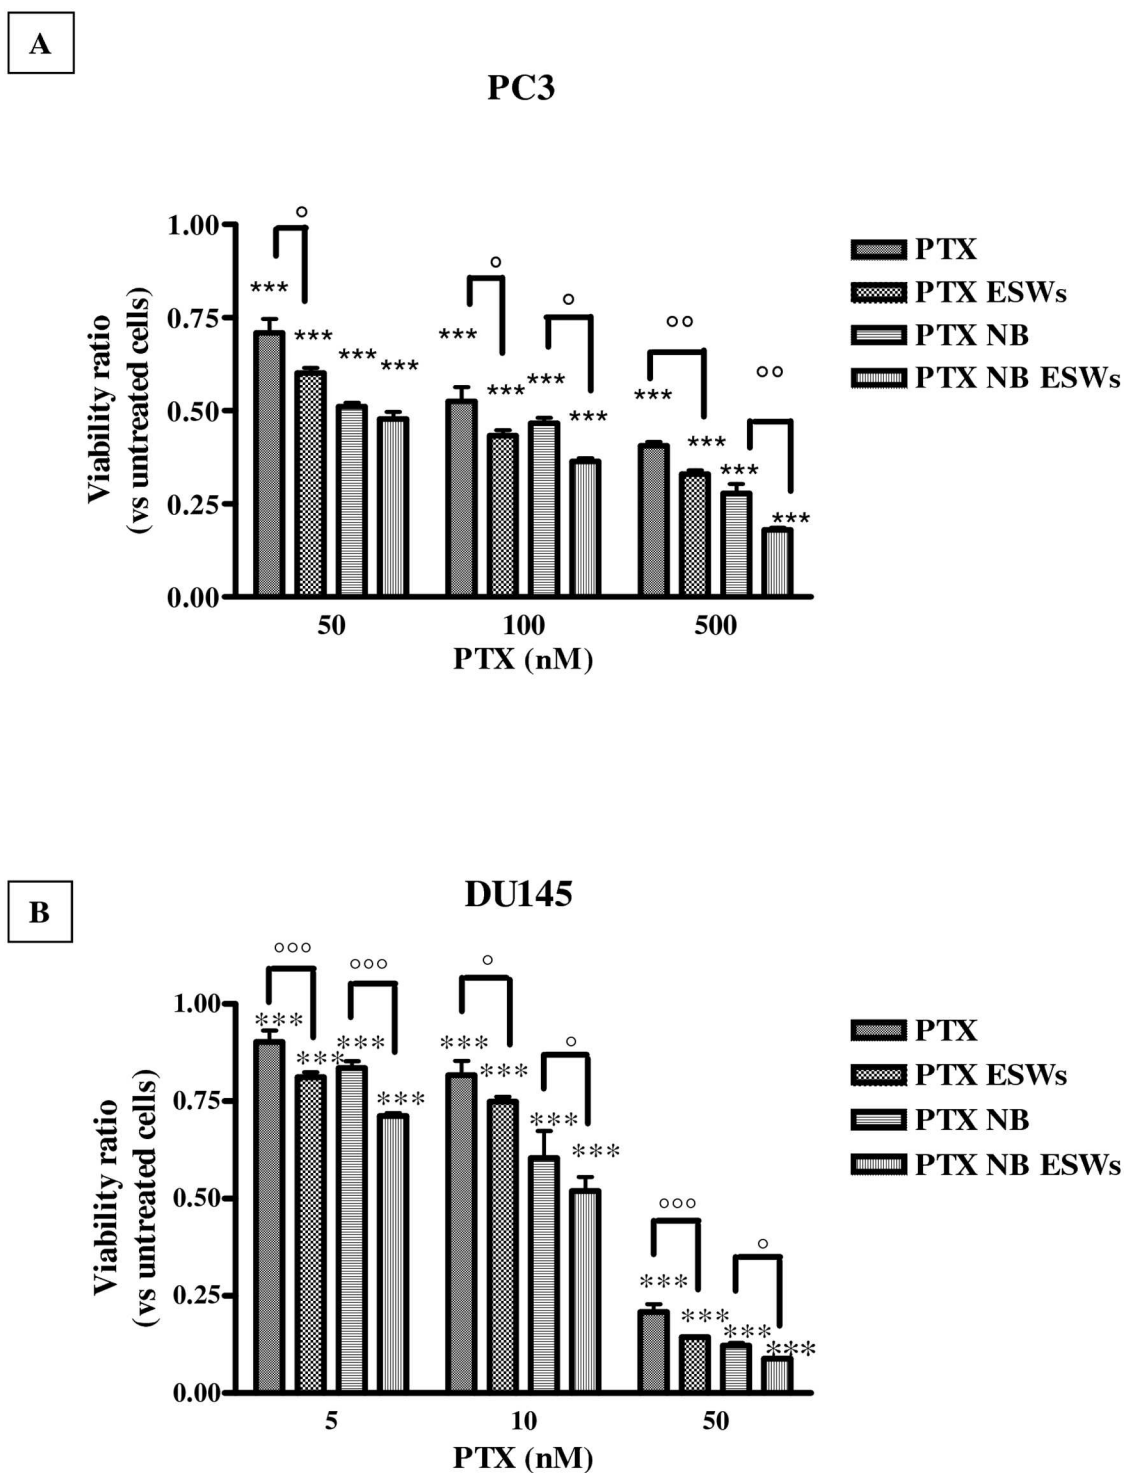 A
PC3
Viability ratio
(vs untreated cells)
1.00
0.75
0.50
0.25
0.00
° ° ° °° °°
*** *** *** ***
*** *** *** ***
*** *** *** ***
50 100 500
PTX (nM)
PTX
PTX ESWs
PTX NB
PTX NB ESWs
B
DU145
Viability ratio
(vs untreated cells)
1.00
0.75
0.50
0.25
0.00
°°° °°° ° ° °°° °
*** *** *** ***
*** *** *** ***
*** *** *** ***
5 10 50
PTX (nM)
PTX
PTX ESWs
PTX NB
PTX NB ESWs